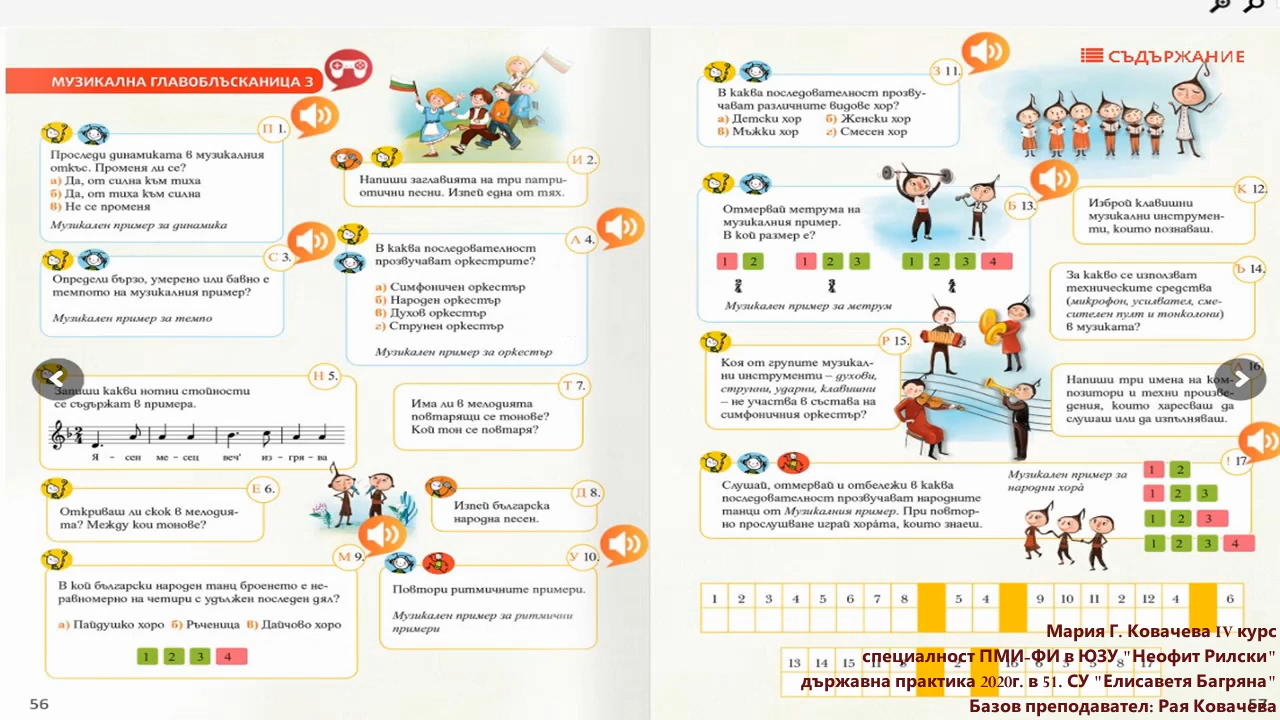 МУЗИКАЛНА ГЛАВОБЛЪСКАНИЦА 3
П 1.
Проследи динамиката в музикалния
откъс. Променя ли се?
а) Да, от силна към тиха
б) Да, от тиха към силна
в) Не се променя
Музикален пример за динамика
И 2.
Напиши заглавията на три патри-
отични песни. Изпей една от тях.
С 3.
Определи бързо, умерено или бавно е
темпото на музикалния пример?
Музикален пример за темпо
Л 4.
В каква последователност
прозвучават оркестрите?
а) Симфоничен оркестър
б) Народен оркестър
в) Духов оркестър
г) Струнен оркестър
Музикален пример за оркестър
Н 5.
Запиши какви нотни стойности
се съдържат в примера.
Я - сен ме - сец веч' из - гря - ва
Е 6.
Откриваш ли скок в мелодия-
та? Между кои тонове?
Т 7.
Има ли в мелодията
повтарящи се тонове?
Кой тон се повтаря?
Д 8.
Изпей българска
народна песен.
М 9.
В кой български народен танц броенето е не-
равномерно на четири с удължен последен дял?
а) Пайдушко хоро б) Ръченица в) Дайчово хоро
1 2 3 4
У 10.
Повтори ритмичните примери.
Музикален пример за ритмични
примери
56
СЪДЪРЖАНИЕ
З 11.
В каква последователност прозву-
чават различните видове хор?
а) Детски хор б) Женски хор
в) Мъжки хор г) Смесен хор
К 12.
Изброй клавишни
музикални инструмен-
ти, които познаваш.
Б 13.
Отмервай метрума на
музикалния пример.
В кой размер е?
1 2 1 2 3 1 2 3 4
Музикален пример за метрум
Ъ 14.
За какво се използват
техническите средства
(микрофон, усилвател, сме-
сителен пулт и тонколони)
в музиката?
Р 15.
Коя от групите музикал-
ни инструменти – духови,
струнни, ударни, клавишни
– не участва в състава на
симфоничния оркестър?
16.
Напиши три имена на ком-
позитори и техни произве-
дения, които харесваш да
слушаш или да изпълняваш.
! 17.
Слушай, отмервай и отбележи в каква
последователност прозвучават народните
танци от Музикалния пример. При повтор-
но прослушване играй хорàта, които знаеш.
Музикален пример за
народни хорà
1 2
1 2 3
1 2 3
1 2 3 4
1 2 3 4 5 6 7 8 5 4 9 10 11 2 12 4 6
13 14 15 11 8 2 16 6 3 5 8 17
Мария Г. Ковачева IV курс
специалност ПМИ-ФИ в ЮЗУ "Неофит Рилски"
държавна практика 2020г. в 51. СУ "Елисаветя Багряна"
Базов преподавател: Рая Ковачева